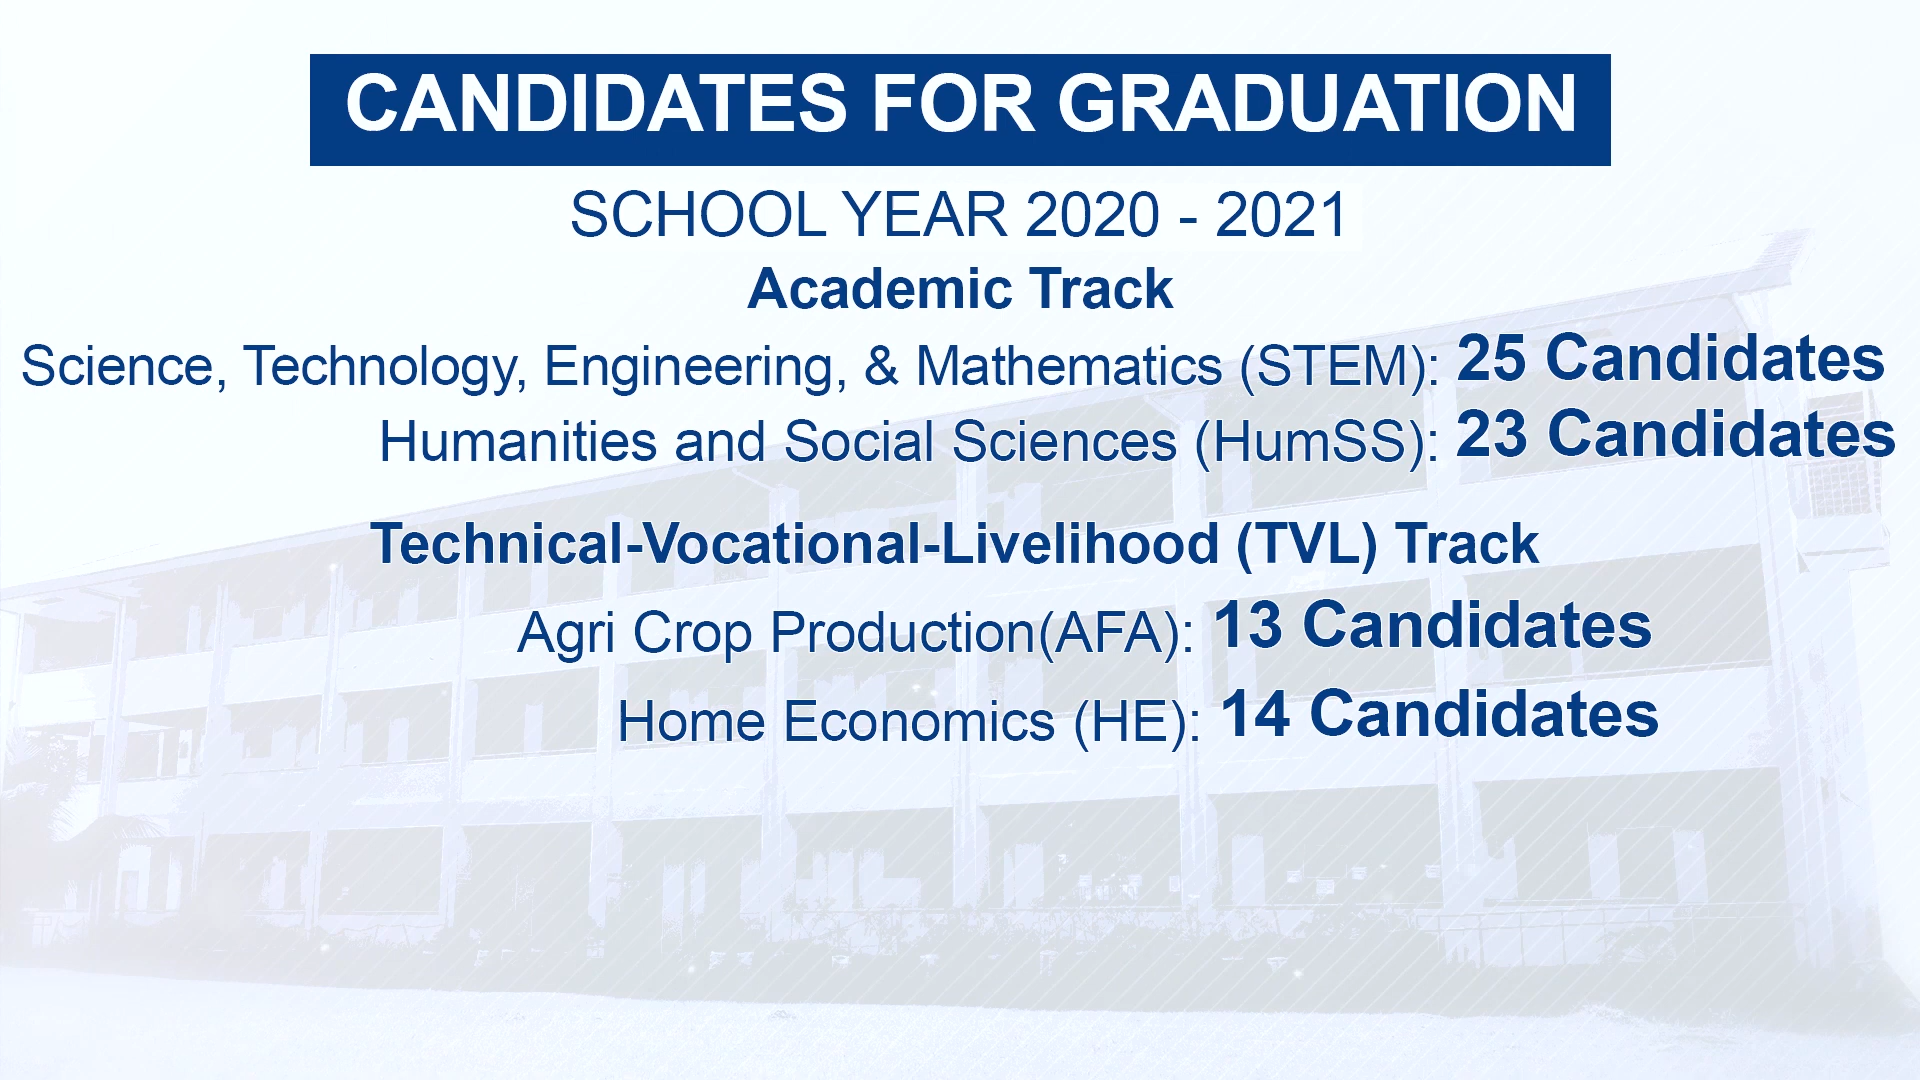 CANDIDATES FOR GRADUATION
SCHOOL YEAR 2020 - 2021
Academic Track
Science, Technology, Engineering, & Mathematics (STEM): 25 Candidates
Humanities and Social Sciences (HumSS): 23 Candidates
Technical-Vocational-Livelihood (TVL) Track
Agri Crop Production(AFA): 13 Candidates
Home Economics (HE): 14 Candidates